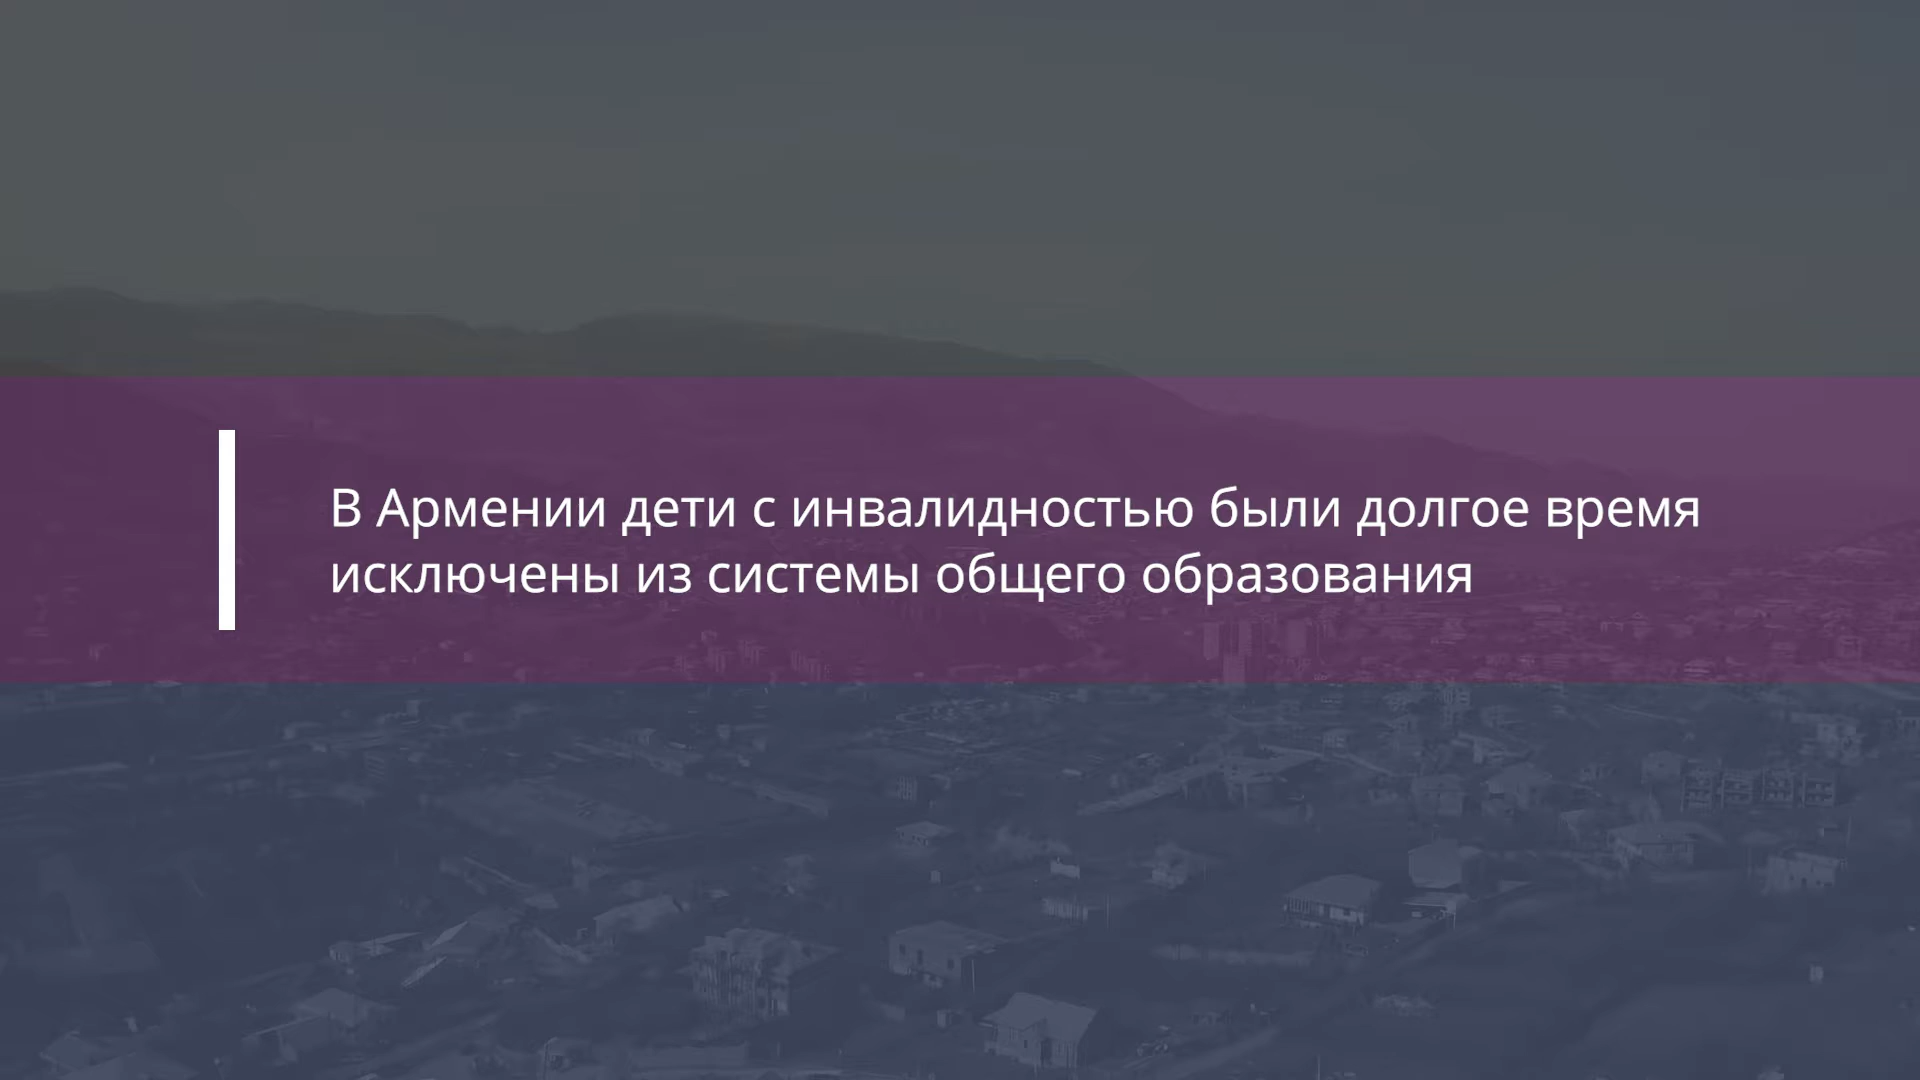 В Армении дети с инвалидностью были долгое время
исключены из системы общего образования